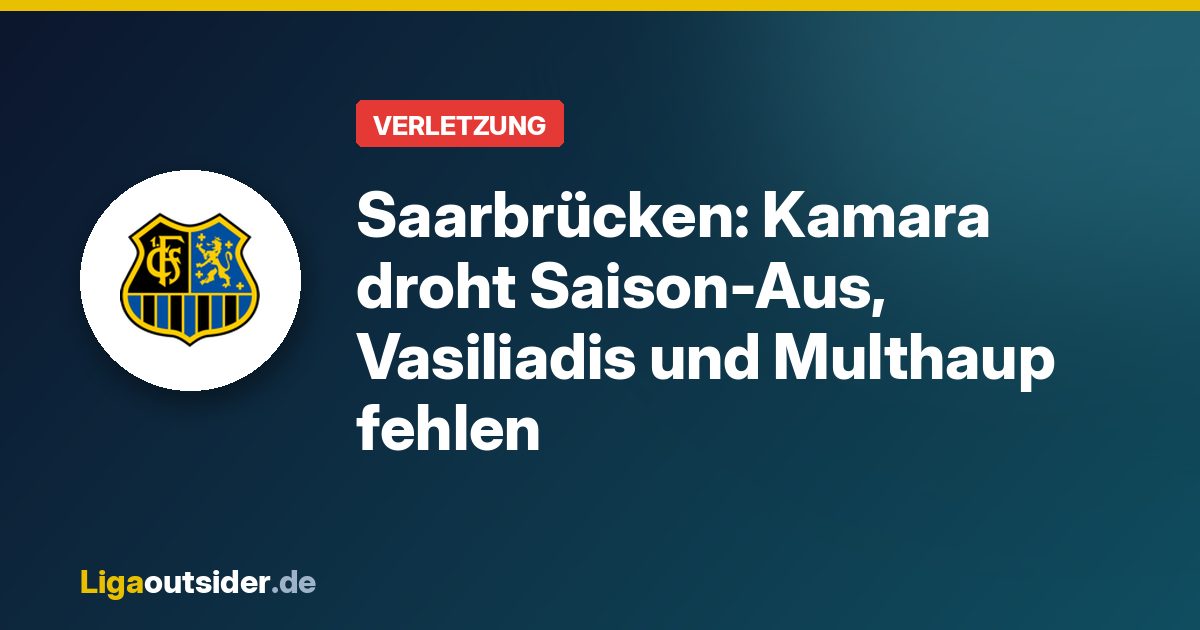 VERLETZUNG
Saarbrücken: Kamara
droht Saison-Aus,
Vasiliadis und Multhaup
fehlen
Ligaoutsider.de